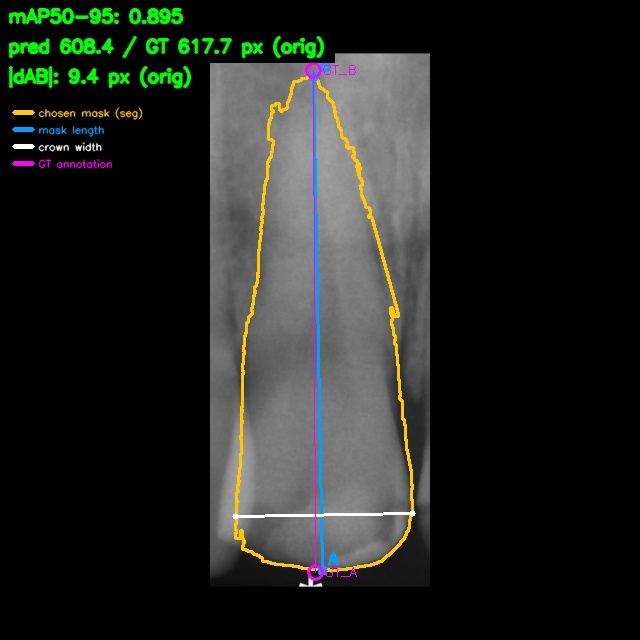 mAP50-95: 0.895
pred 608.4 / GT 617.7 px (orig)
|dAB|: 9.4 px (orig)
chosen mask (seg)
mask length
crown width
GT annotation
GT_B
A
GT_A